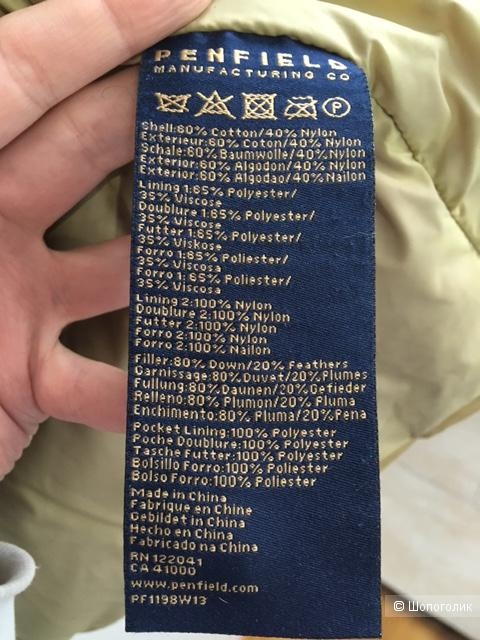 PENFIELD
MANUFACTURING CO
P
Shell:60% Cotton/40% Nylon
Exterieur:60% Coton/40% Nylon
Schale:60% Baumwolle/40% Nylon
Exterior:60% Algodon/40% Nylon
Exterior:60% Algodao/40% Nailon
Lining 1:65% Polyester/
35% Viscose
Doublure 1:65% Polyester/
35% Viscose
Futter 1:65% Polyester/
35% Viskose
Forro 1:65% Poliester/
35% Viscosa
Forro 1:65% Poliester/
35% Viscosa
Lining 2:100% Nylon
Doublure 2:100% Nylon
Futter 2:100% Nylon
Forro 2:100% Nylon
Forro 2:100% Nailon
Filler:80% Down/20% Feathers
Garnissage:80% Duvet/20% Plumes
Fullung:80% Daunen/20% Gefieder
Relleno:80% Plumon/20% Pluma
Enchimento:80% Pluma/20% Pena
Pocket Lining:100% Polyester
Poche Doublure:100% Polyester
Tasche Futter:100% Polyester
Bolsillo Forro:100% Poliester
Bolso Forro:100% Poliester
Made in China
Fabrique en Chine
Gebildet in China
Hecho en China
Fabricado na China
RN 122041
CA 41000
www.penfield.com
PF1198W13
© Шопоголик